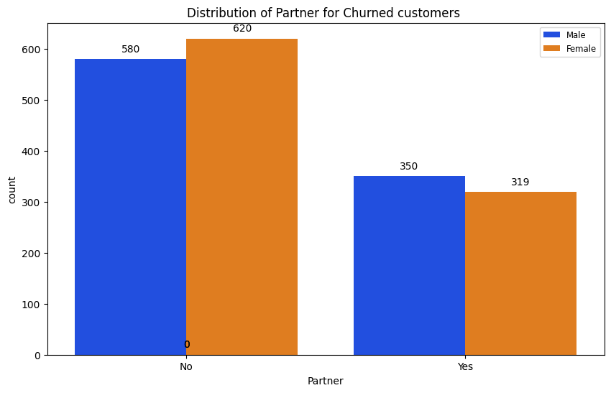 Distribution of Partner for Churned customers
Male
Female
600
500
400
300
200
100
0
count
580
620
0
350
319
No
Yes
Partner